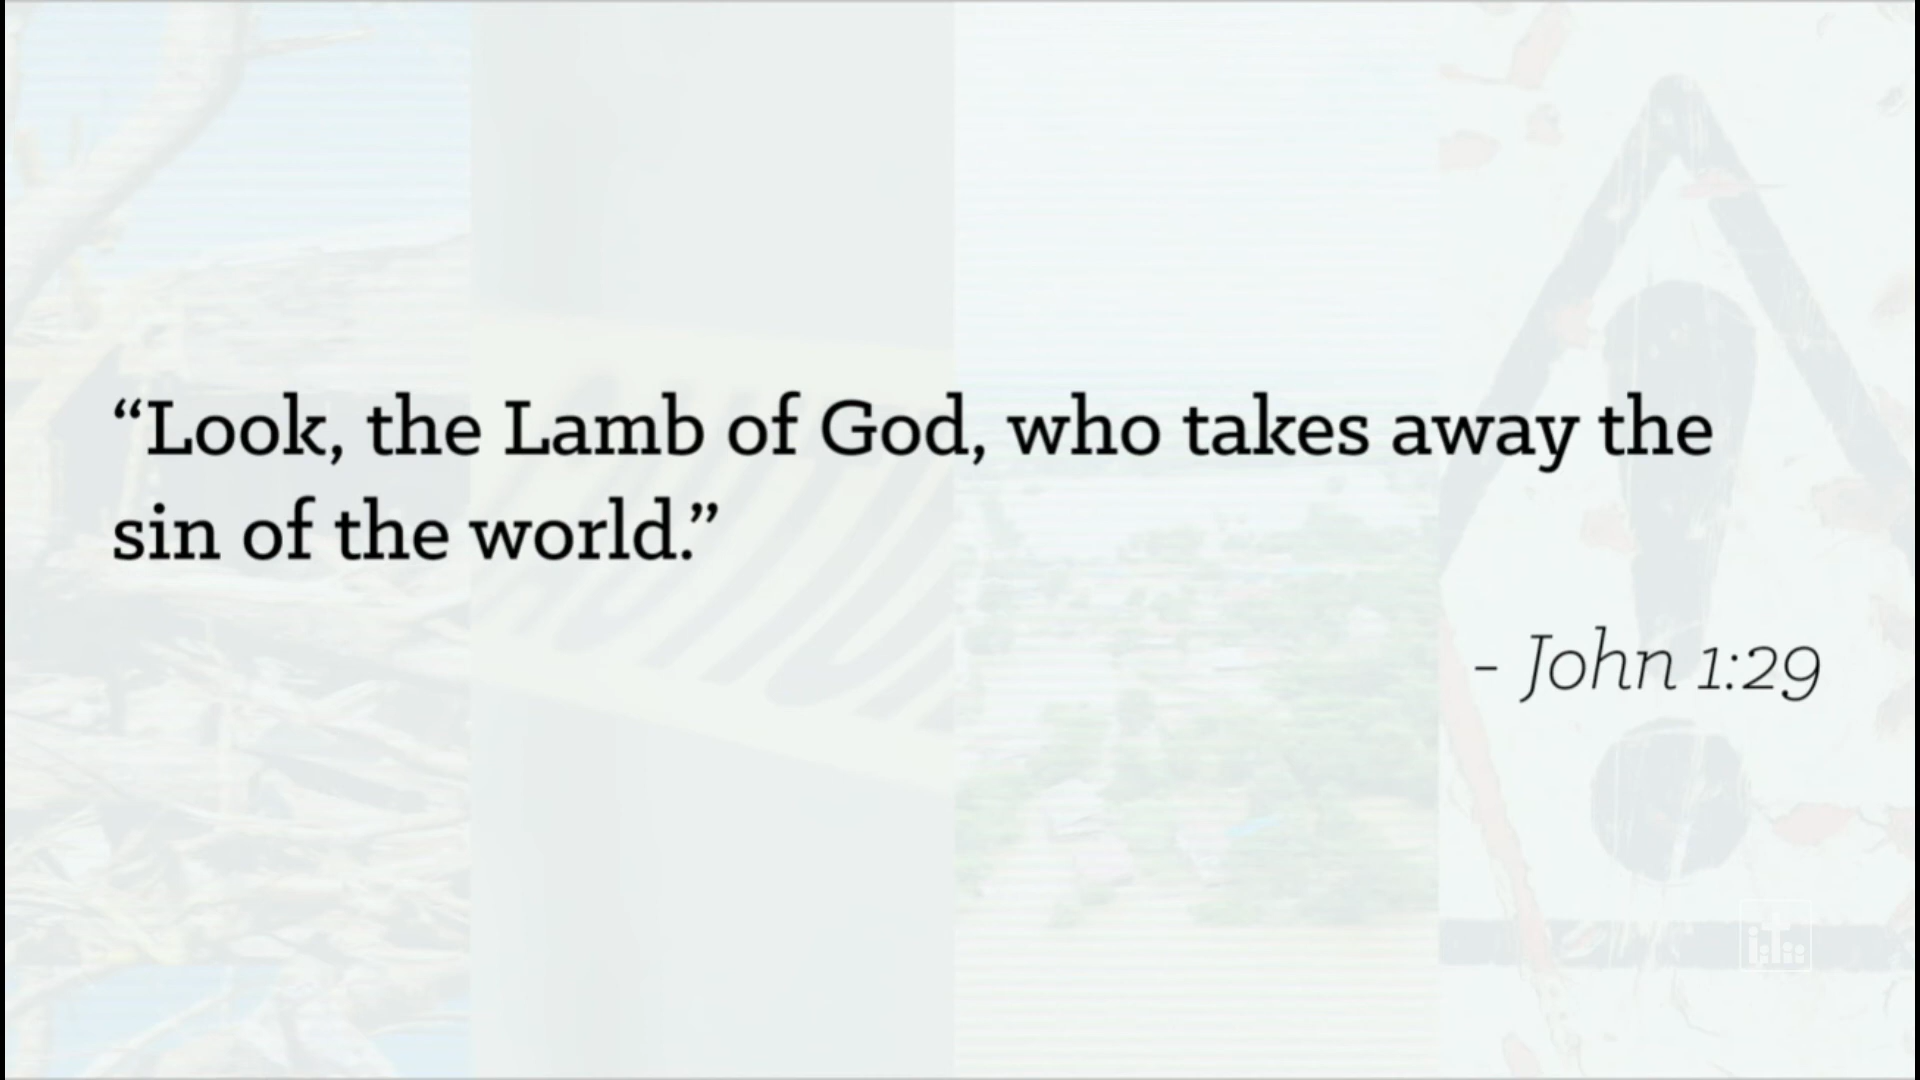 “Look, the Lamb of God, who takes away the
sin of the world.”
- John 1:29